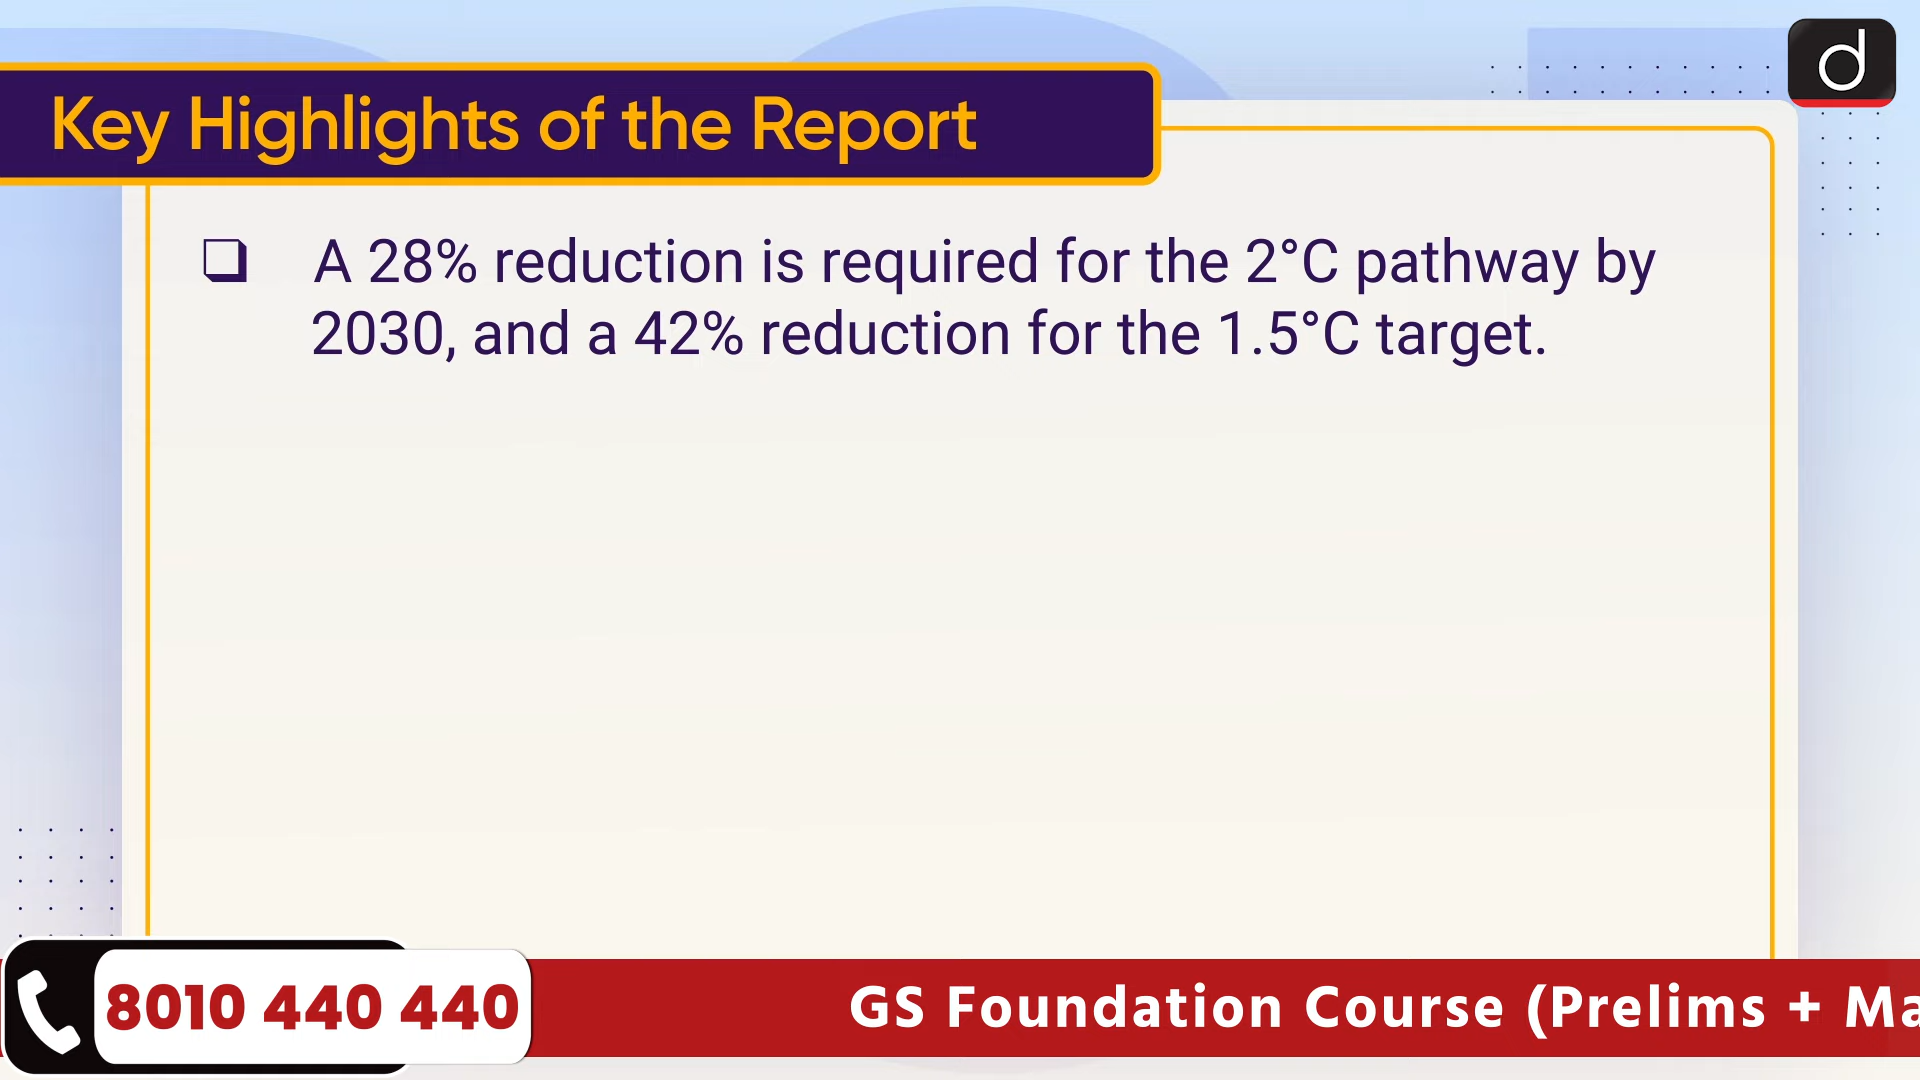 Key Highlights of the Report
A 28% reduction is required for the 2°C pathway by
2030, and a 42% reduction for the 1.5°C target.
8010 440 440
GS Foundation Course (Prelims + Ma